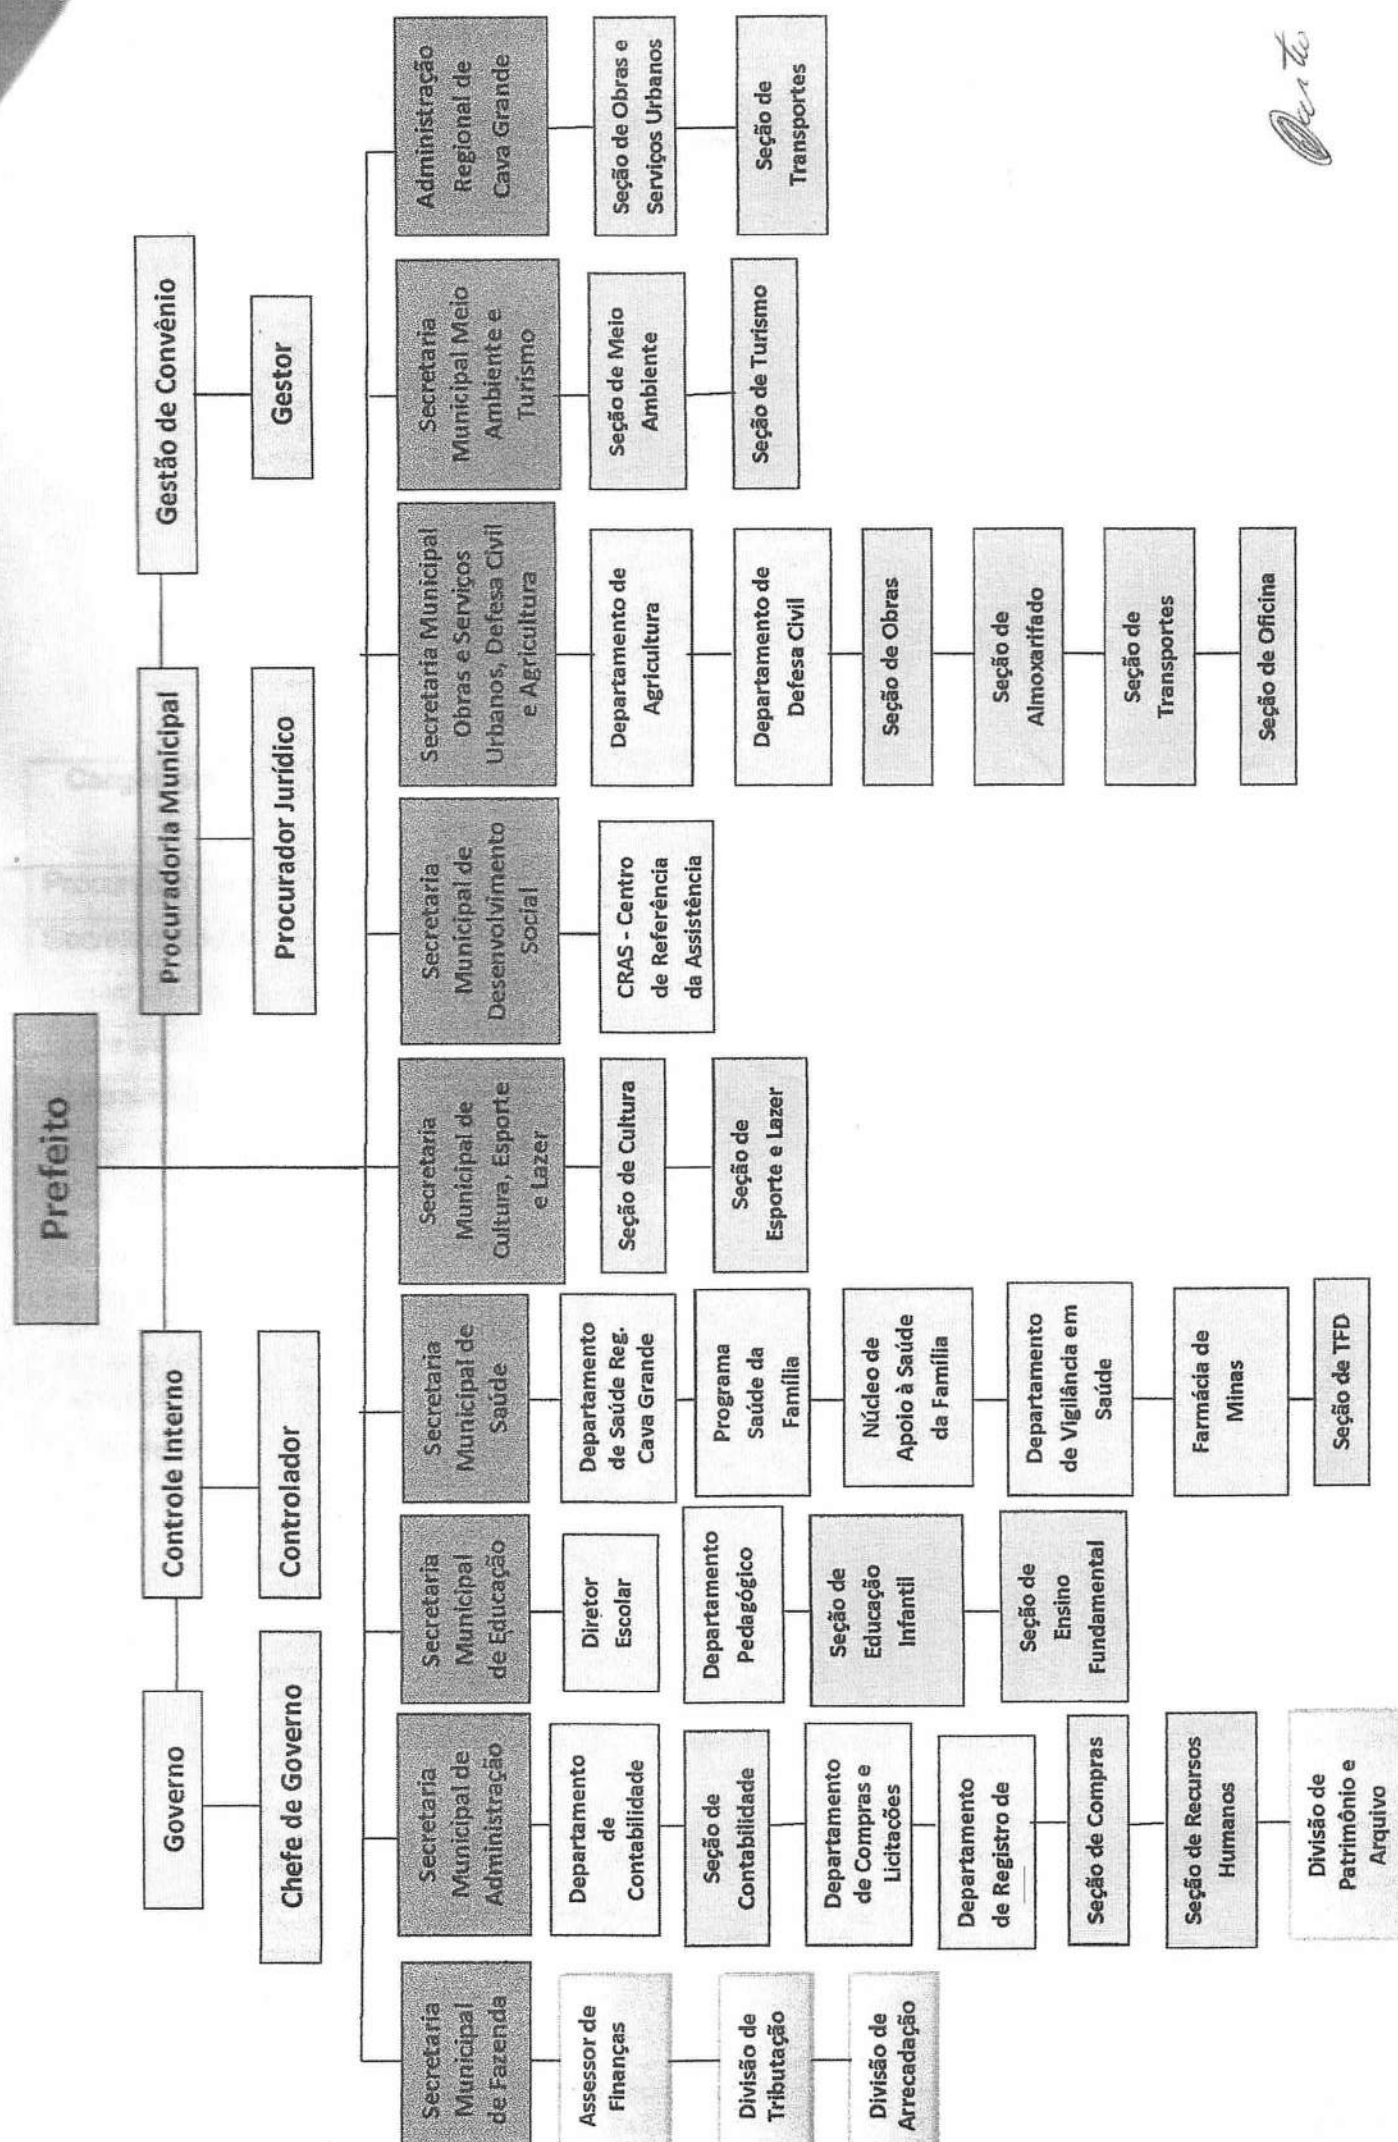 Prefeito
Governo
Controle Interno
Procuradoria Municipal
Gestão de Convênio
Chefe de Governo
Controlador
Procurador Jurídico
Gestor
Secretaria
Municipal
de Fazenda
Assessor de
Finanças
Divisão de
Tributação
Divisão de
Arrecadação
Secretaria
Municipal de
Administração
Departamento
de
Contabilidade
Seção de
Contabilidade
Departamento
de Compras e
Licitações
Departamento
de Registro de
Seção de Compras
Seção de Recursos
Humanos
Divisão de
Patrimônio e
Arquivo
Secretaria
Municipal
de Educação
Diretor
Escolar
Departamento
Pedagógico
Seção de
Educação
Infantil
Seção de
Ensino
Fundamental
Secretaria
Municipal de
Saúde
Departamento
de Saúde Reg.
Cava Grande
Programa
Saúde da
Família
Núcleo de
Apoio à Saúde
da Família
Departamento
de Vigilância em
Saúde
Farmácia de
Minas
Seção de TFD
Secretaria
Municipal de
Cultura, Esporte
e Lazer
Seção de Cultura
Seção de
Esporte e Lazer
Secretaria
Municipal de
Desenvolvimento
Social
CRAS - Centro
de Referência
da Assistência
Secretaria Municipal
Obras e Serviços
Urbanos, Defesa Civil
e Agricultura
Departamento de
Agricultura
Departamento de
Defesa Civil
Seção de Obras
Seção de
Almoxarifado
Seção de
Transportes
Seção de Oficina
Secretaria
Municipal Meio
Ambiente e
Turismo
Seção de Meio
Ambiente
Seção de Turismo
Administração
Regional de
Cava Grande
Seção de Obras e
Serviços Urbanos
Seção de
Transportes